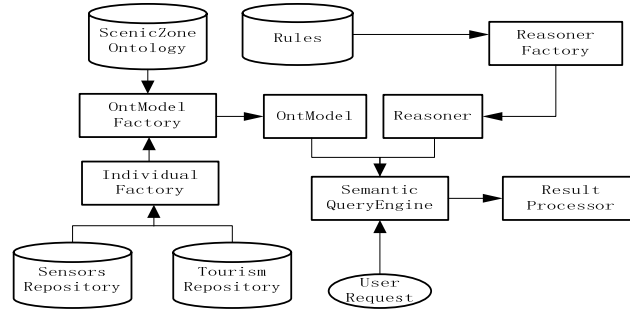 ScenicZone
Ontology
Rules
Reasoner
Factory
OntModel
Factory
OntModel
Reasoner
Individual
Factory
Semantic
QueryEngine
Result
Processor
Sensors
Repository
Tourism
Repository
User
Request